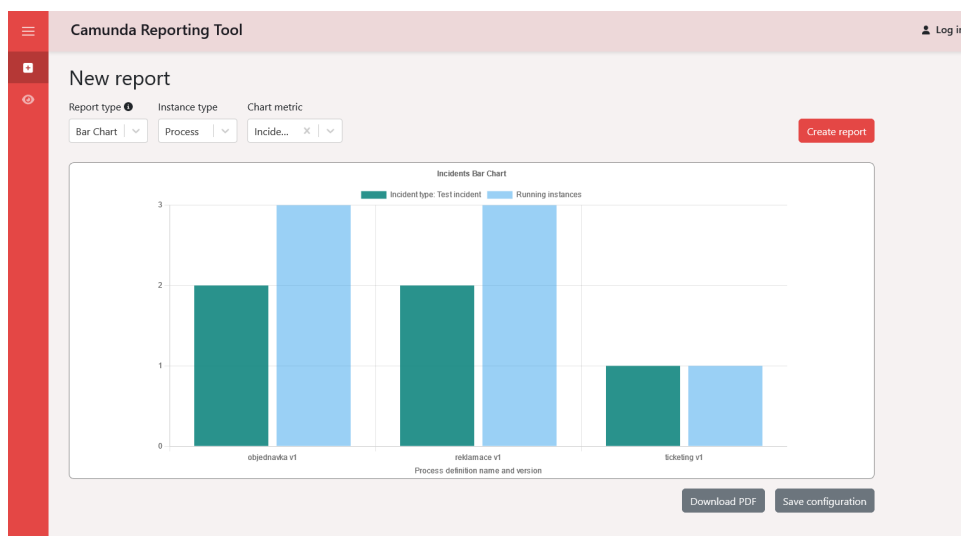 Camunda Reporting Tool
Log in
New report
Report type Instance type Chart metric
Bar Chart Process Incide...
Create report
Incidents Bar Chart
Incident type: Test incident Running instances
3
2
1
0
objednavka v1 reklamace v1 ticketing v1
Process definition name and version
Download PDF Save configuration